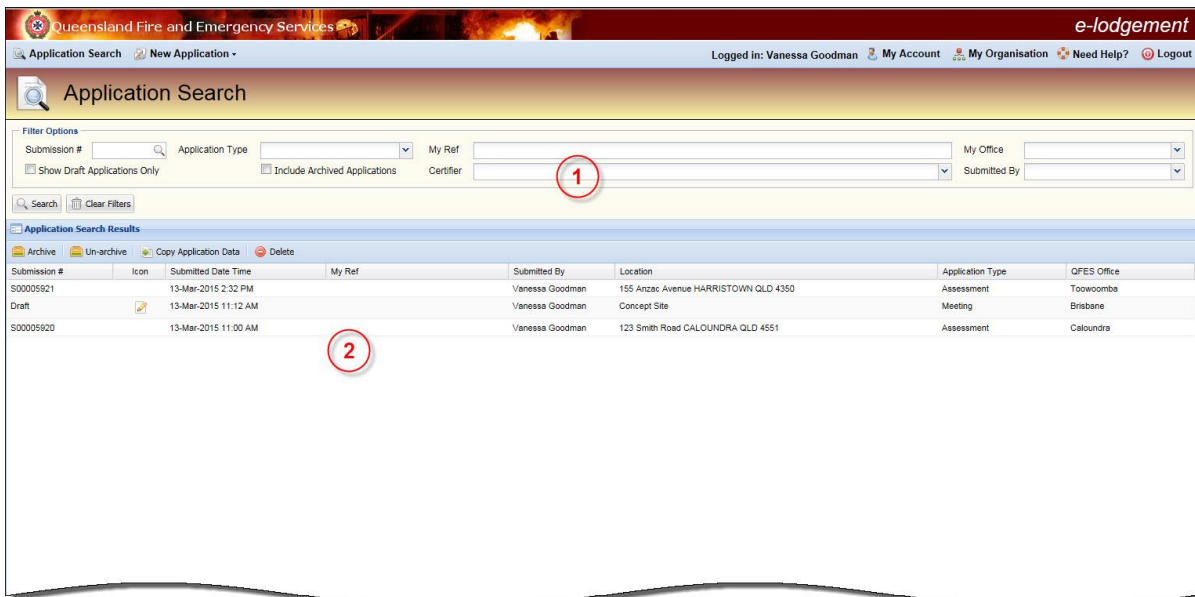 Queensland Fire and Emergency Services e-lodgement
Application Search New Application Logged in: Vanessa Goodman My Account My Organisation Need Help? Logout
Application Search
Filter Options
Submission # Application Type My Ref My Office
Show Draft Applications Only Include Archived Applications Certifier Submitted By
1
Search Clear Filters
Application Search Results
Archive Un-archive Copy Application Data Delete
Submission # Icon Submitted Date Time My Ref Submitted By Location Application Type QFES Office
S00005921 13-Mar-2015 2:32 PM Vanessa Goodman 155 Anzac Avenue HARRISTOWN QLD 4350 Assessment Toowoomba
Draft 13-Mar-2015 11:12 AM Vanessa Goodman Concept Site Meeting Brisbane
S00005920 13-Mar-2015 11:00 AM Vanessa Goodman 123 Smith Road CALOUNDRA QLD 4551 Assessment Caloundra
2